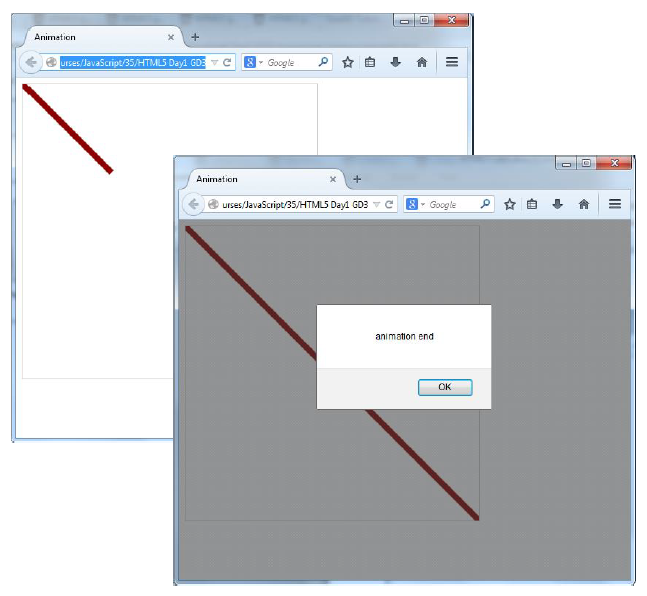 Animation
urses/JavaScript/35/HTML5 Day1 GD3
Google
Animation
urses/JavaScript/35/HTML5 Day1 GD3
Google
animation end
OK